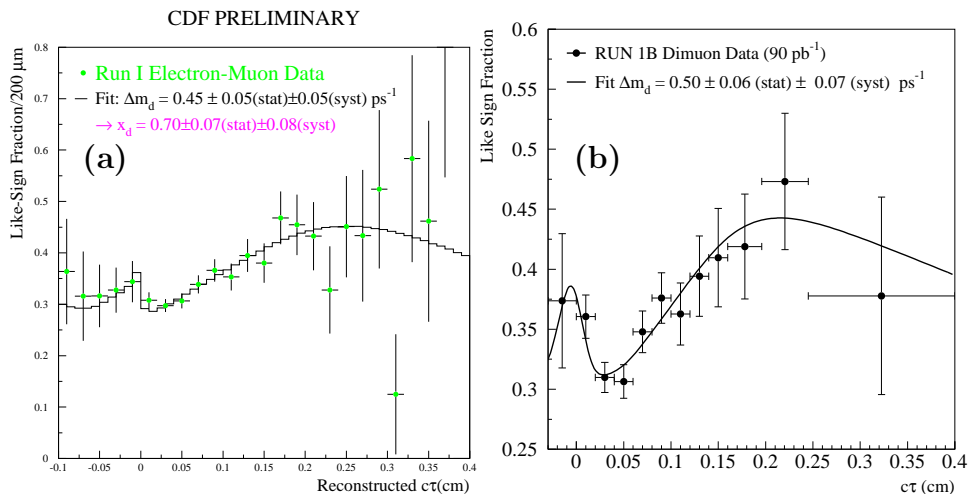 CDF PRELIMINARY
Like-Sign Fraction/200 μm
0.8
0.7
0.6
0.5
0.4
0.3
0.2
0.1
0
Run I Electron-Muon Data
Fit: Δm_d = 0.45 ± 0.05(stat)±0.05(syst) ps⁻¹
→ x_d = 0.70±0.07(stat)±0.08(syst)
(a)
-0.1 -0.05 0 0.05 0.1 0.15 0.2 0.25 0.3 0.35 0.4
Reconstructed cτ(cm)
Like Sign Fraction
0.6
0.55
0.5
0.45
0.4
0.35
0.3
0.25
RUN 1B Dimuon Data (90 pb⁻¹)
Fit Δm_d = 0.50 ± 0.06 (stat) ± 0.07 (syst) ps⁻¹
(b)
0 0.05 0.1 0.15 0.2 0.25 0.3 0.35 0.4
cτ (cm)